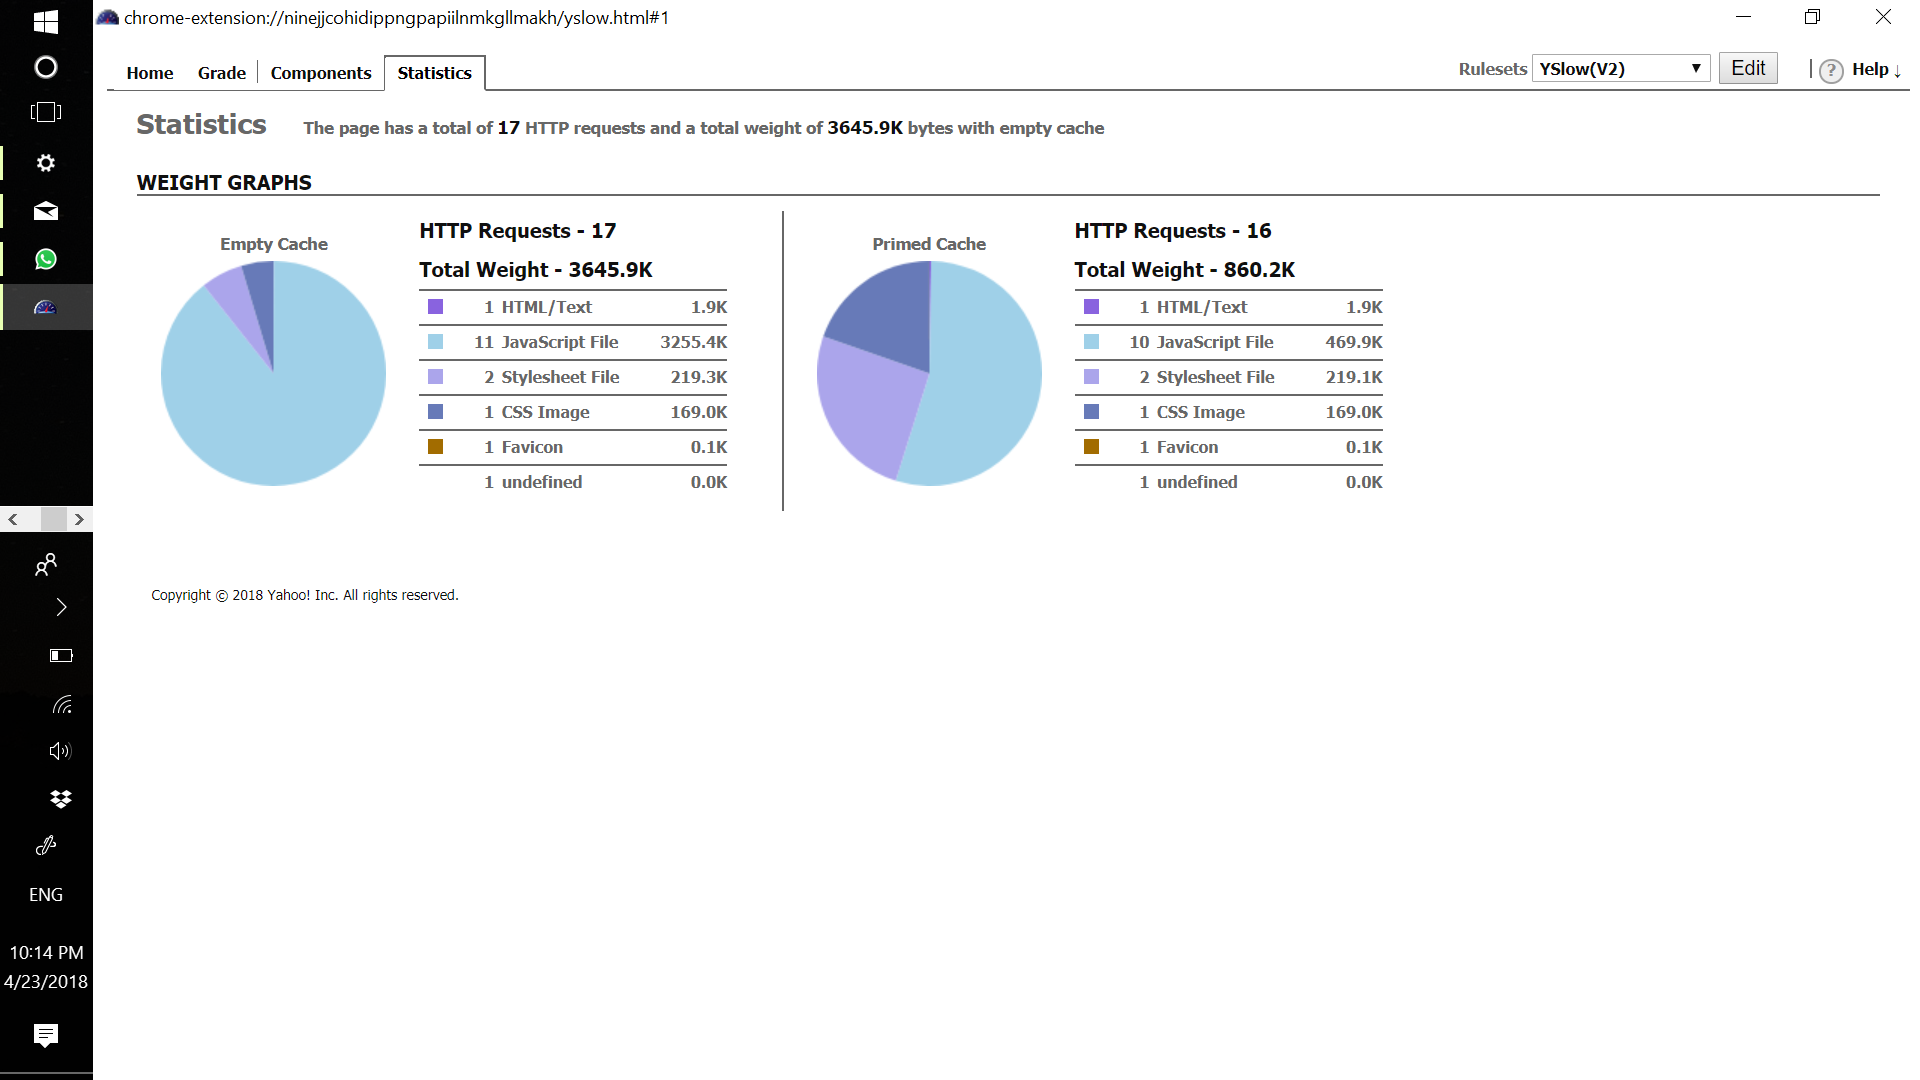 chrome-extension://ninejjcohidippngpapiilnmkgllmakh/yslow.html#1
Home Grade Components Statistics
Rulesets YSlow(V2) ▼ Edit ? Help ↓
Statistics The page has a total of 17 HTTP requests and a total weight of 3645.9K bytes with empty cache
WEIGHT GRAPHS
Empty Cache
HTTP Requests - 17
Total Weight - 3645.9K
1 HTML/Text 1.9K
11 JavaScript File 3255.4K
2 Stylesheet File 219.3K
1 CSS Image 169.0K
1 Favicon 0.1K
1 undefined 0.0K
Primed Cache
HTTP Requests - 16
Total Weight - 860.2K
1 HTML/Text 1.9K
10 JavaScript File 469.9K
2 Stylesheet File 219.1K
1 CSS Image 169.0K
1 Favicon 0.1K
1 undefined 0.0K
Copyright © 2018 Yahoo! Inc. All rights reserved.
ENG
10:14 PM
4/23/2018